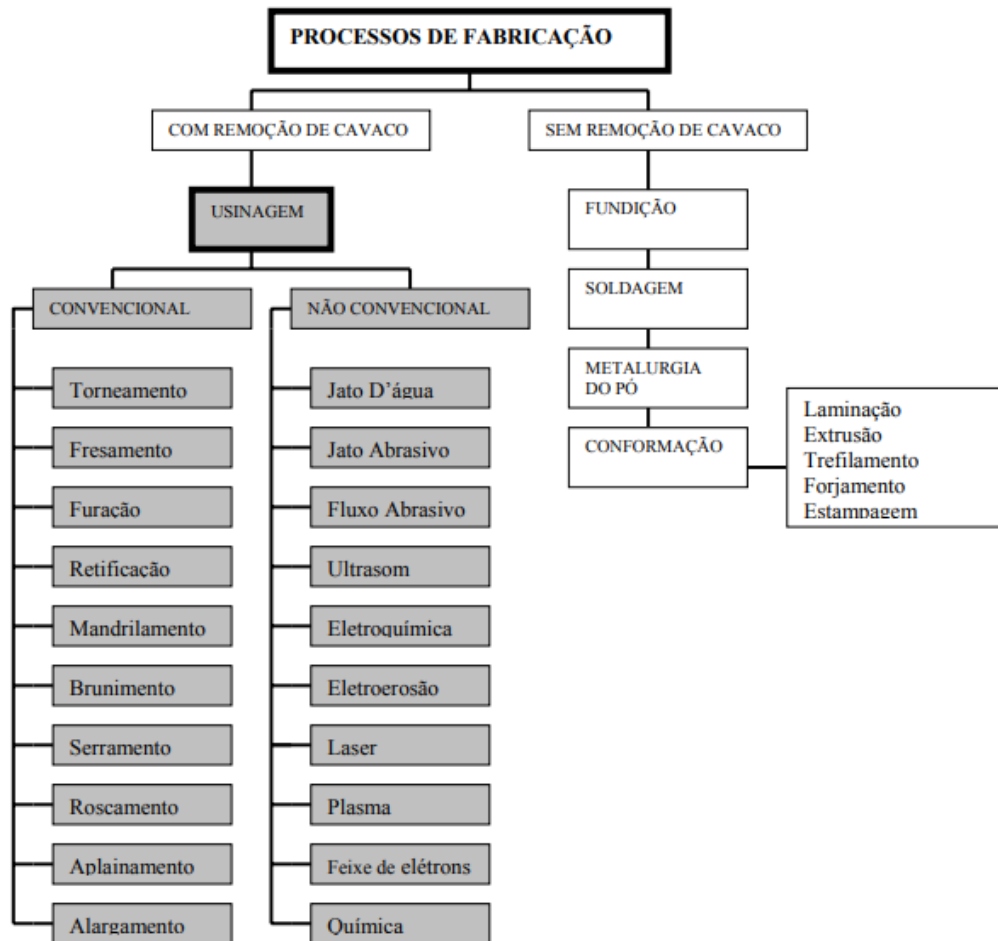 PROCESSOS DE FABRICAÇÃO
COM REMOÇÃO DE CAVACO
SEM REMOÇÃO DE CAVACO
USINAGEM
CONVENCIONAL
NÃO CONVENCIONAL
Torneamento
Fresamento
Furação
Retificação
Mandrilamento
Brunimento
Serramento
Roscamento
Aplainamento
Alargamento
Jato D'água
Jato Abrasivo
Fluxo Abrasivo
Ultrasom
Eletroquímica
Eletroerosão
Laser
Plasma
Feixe de elétrons
Química
FUNDIÇÃO
SOLDAGEM
METALURGIA
DO PÓ
CONFORMAÇÃO
Laminação
Extrusão
Trefilamento
Forjamento
Estampagem